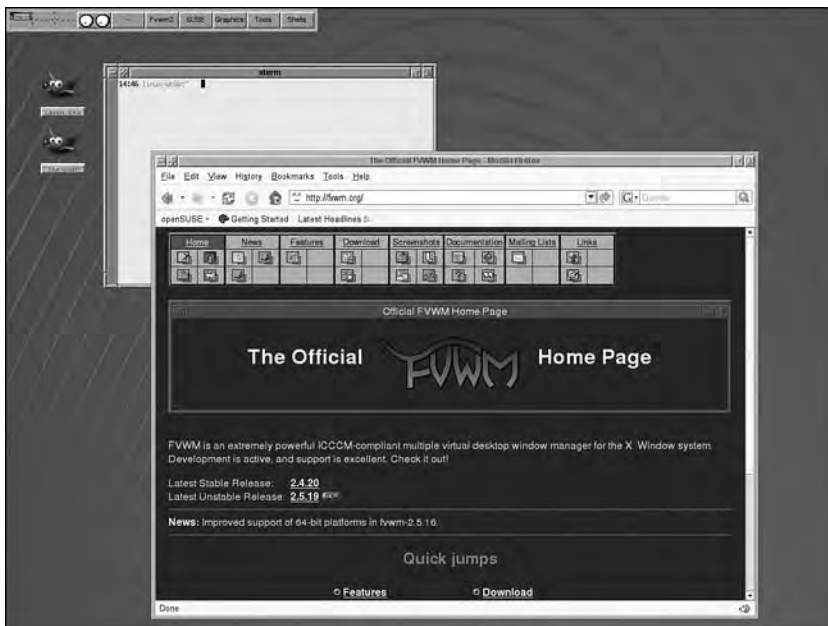 Fvwm2 SUSE Graphics Tools Shells
xterm
14:46
The Official FVWM Home Page - Mozilla Firefox
File Edit View History Bookmarks Tools Help
http://fvwm.org/
openSUSE Getting Started Latest Headlines
Home News Features Download Screenshots Documentation Mailing Lists Links
Official FVWM Home Page
The Official FVWM Home Page
FVWM is an extremely powerful ICCCM-compliant multiple virtual desktop window manager for the X Window system.
Development is active, and support is excellent. Check it out!
Latest Stable Release: 2.4.20
Latest Unstable Release: 2.5.19
News: Improved support of 64-bit platforms in fvwm-2.5.16.
Quick jumps
Features Download
Done